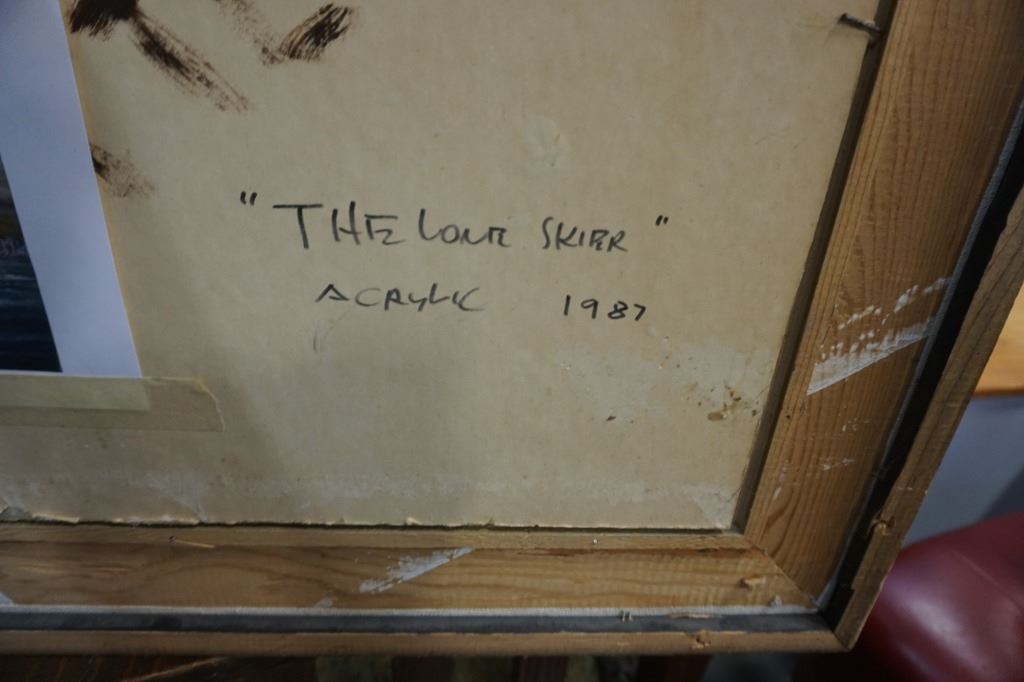 "THE LONE SKIER"
ACRYLIC 1987